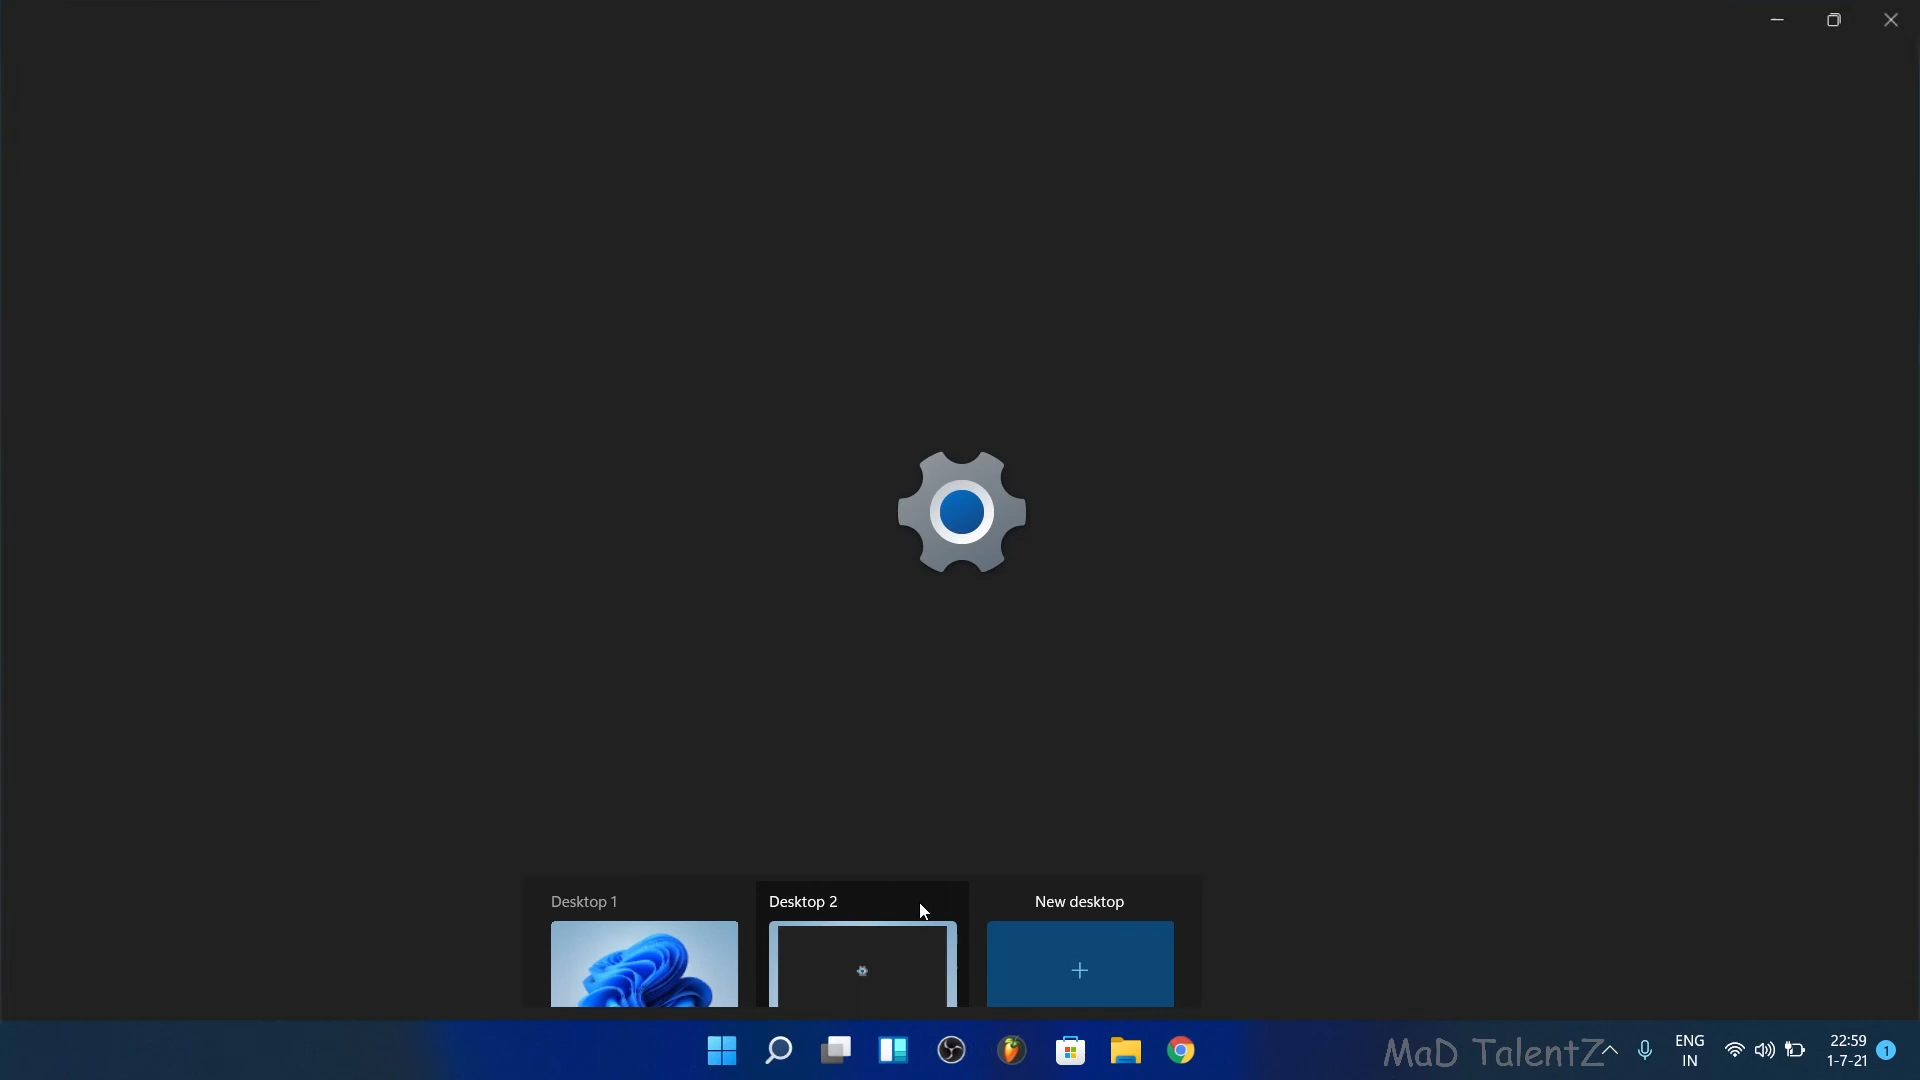 Desktop 1
Desktop 2
New desktop
MaD TalentZ
ENG
IN
22:59
1-7-21
1